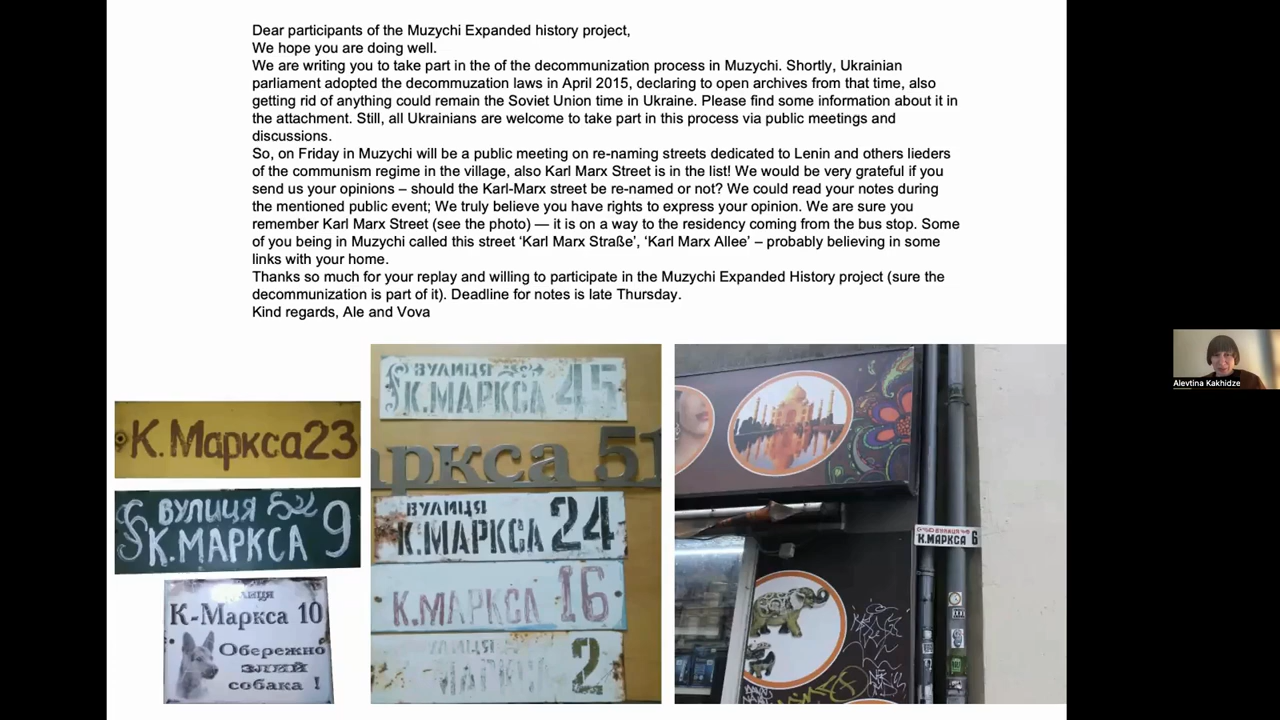 Dear participants of the Muzychi Expanded history project,
We hope you are doing well.
We are writing you to take part in the of the decommunization process in Muzychi. Shortly, Ukrainian
parliament adopted the decommuzation laws in April 2015, declaring to open archives from that time, also
getting rid of anything could remain the Soviet Union time in Ukraine. Please find some information about it in
the attachment. Still, all Ukrainians are welcome to take part in this process via public meetings and
discussions.
So, on Friday in Muzychi will be a public meeting on re-naming streets dedicated to Lenin and others lieders
of the communism regime in the village, also Karl Marx Street is in the list! We would be very grateful if you
send us your opinions – should the Karl-Marx street be re-named or not? We could read your notes during
the mentioned public event; We truly believe you have rights to express your opinion. We are sure you
remember Karl Marx Street (see the photo) — it is on a way to the residency coming from the bus stop. Some
of you being in Muzychi called this street ‘Karl Marx Straße’, ‘Karl Marx Allee’ – probably believing in some
links with your home.
Thanks so much for your replay and willing to participate in the Muzychi Expanded History project (sure the
decommunization is part of it). Deadline for notes is late Thursday.
Kind regards, Ale and Vova
К.Маркса 23
ВУЛИЦЯ
К.МАРКСА 9
К-Маркса 10
Обережно
злий
собака !
ВУЛИЦЯ
К.МАРКСА 45
аркса 51
ВУЛИЦЯ
К.МАРКСА 24
К.МАРКСА 16
2
ВУЛИЦЯ
К.МАРКСА 6
Alevtina Kakhidze